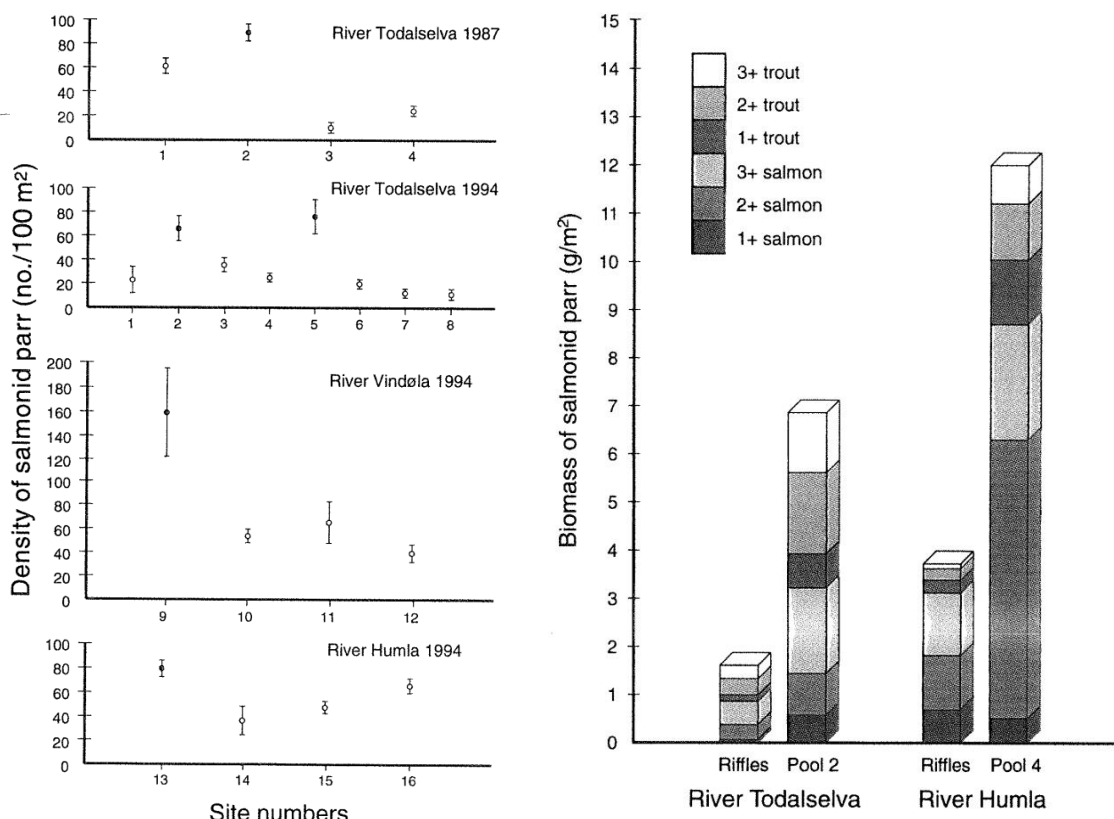 Density of salmonid parr (no./100 m²)
River Todalselva 1987
100
80
60
40
20
0
1 2 3 4
River Todalselva 1994
100
80
60
40
20
0
1 2 3 4 5 6 7 8
River Vindøla 1994
200
180
160
140
120
100
80
60
40
20
0
9 10 11 12
River Humla 1994
100
80
60
40
20
0
13 14 15 16
Site numbers
Biomass of salmonid parr (g/m²)
15
14
13
12
11
10
9
8
7
6
5
4
3
2
1
0
3+ trout
2+ trout
1+ trout
3+ salmon
2+ salmon
1+ salmon
Riffles Pool 2 Riffles Pool 4
River Todalselva River Humla